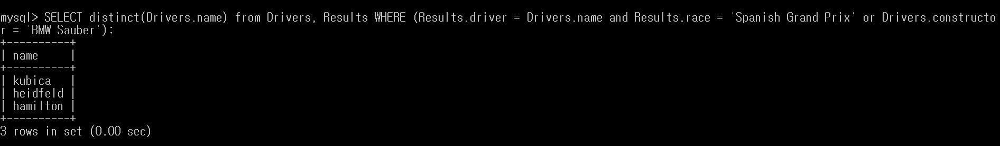 mysql> SELECT distinct(Drivers.name) from Drivers, Results WHERE (Results.driver = Drivers.name and Results.race = 'Spanish Grand Prix' or Drivers.constructo
r = 'BMW Sauber');
+----------+
| name     |
+----------+
| kubica   |
| heidfeld |
| hamilton |
+----------+
3 rows in set (0.00 sec)